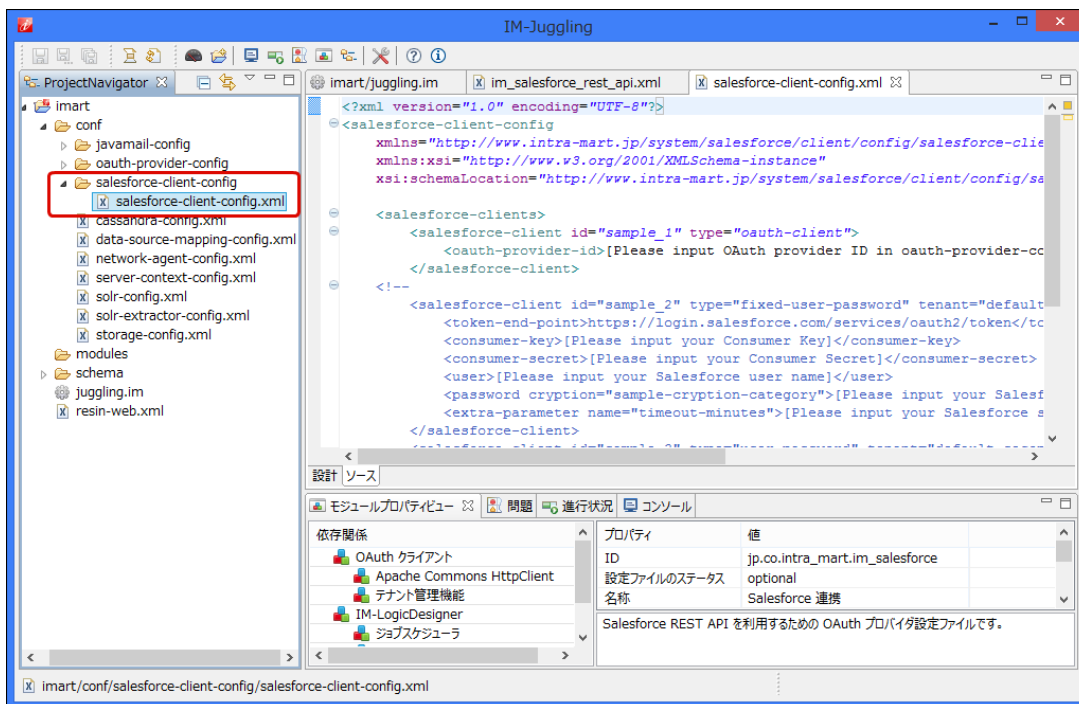 IM-Juggling
ProjectNavigator
imart
conf
javamail-config
oauth-provider-config
salesforce-client-config
salesforce-client-config.xml
cassandra-config.xml
data-source-mapping-config.xml
network-agent-config.xml
server-context-config.xml
solr-config.xml
solr-extractor-config.xml
storage-config.xml
modules
schema
juggling.im
resin-web.xml
imart/juggling.im
im_salesforce_rest_api.xml
salesforce-client-config.xml
<?xml version="1.0" encoding="UTF-8"?>
<salesforce-client-config
xmlns="http://www.intra-mart.jp/system/salesforce/client/config/salesforce-clie
xmlns:xsi="http://www.w3.org/2001/XMLSchema-instance"
xsi:schemaLocation="http://www.intra-mart.jp/system/salesforce/client/config/sa
<salesforce-clients>
<salesforce-client id="sample_1" type="oauth-client">
<oauth-provider-id>[Please input OAuth provider ID in oauth-provider-co
</salesforce-client>
<!--
<salesforce-client id="sample_2" type="fixed-user-password" tenant="default
<token-end-point>https://login.salesforce.com/services/oauth2/token</to
<consumer-key>[Please input your Consumer Key]</consumer-key>
<consumer-secret>[Please input your Consumer Secret]</consumer-secret>
<user>[Please input your Salesforce user name]</user>
<password cryption="sample-cryption-category">[Please input your Salesf
<extra-parameter name="timeout-minutes">[Please input your Salesforce s
</salesforce-client>
設計 ソース
モジュールプロパティビュー 問題 進行状況 コンソール
依存関係
OAuth クライアント
Apache Commons HttpClient
テナント管理機能
IM-LogicDesigner
ジョブスケジューラ
プロパティ 値
ID jp.co.intra_mart.im_salesforce
設定ファイルのステータス optional
名称 Salesforce 連携
Salesforce REST API を利用するための OAuth プロバイダ設定ファイルです。
imart/conf/salesforce-client-config/salesforce-client-config.xml